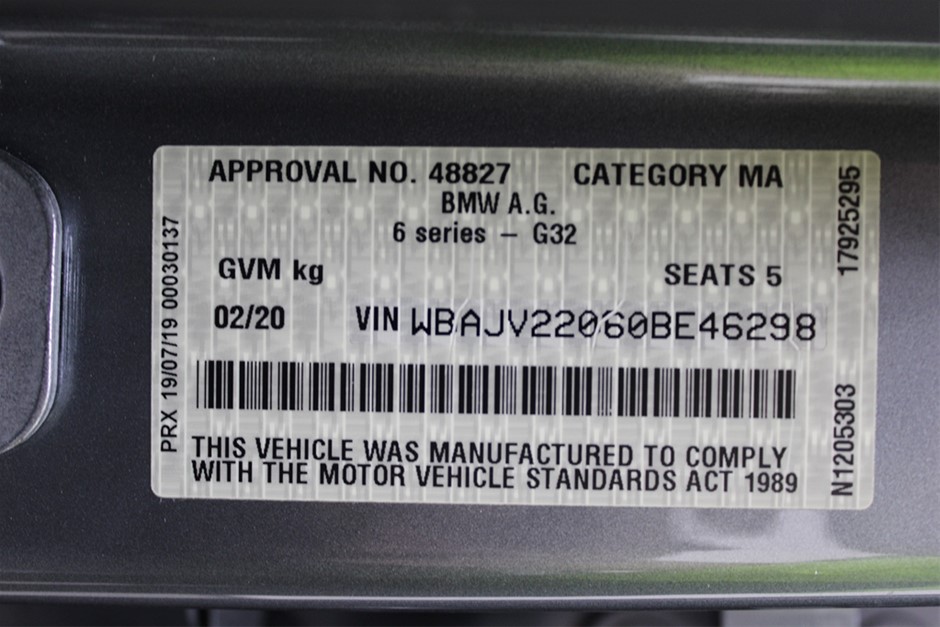 APPROVAL NO. 48827 CATEGORY MA
BMW A.G.
6 series – G32
GVM kg SEATS 5
02/20 VIN WBAJV22060BE46298
THIS VEHICLE WAS MANUFACTURED TO COMPLY
WITH THE MOTOR VEHICLE STANDARDS ACT 1989
PRX 19/07/19 00030137
17925295
N1205303